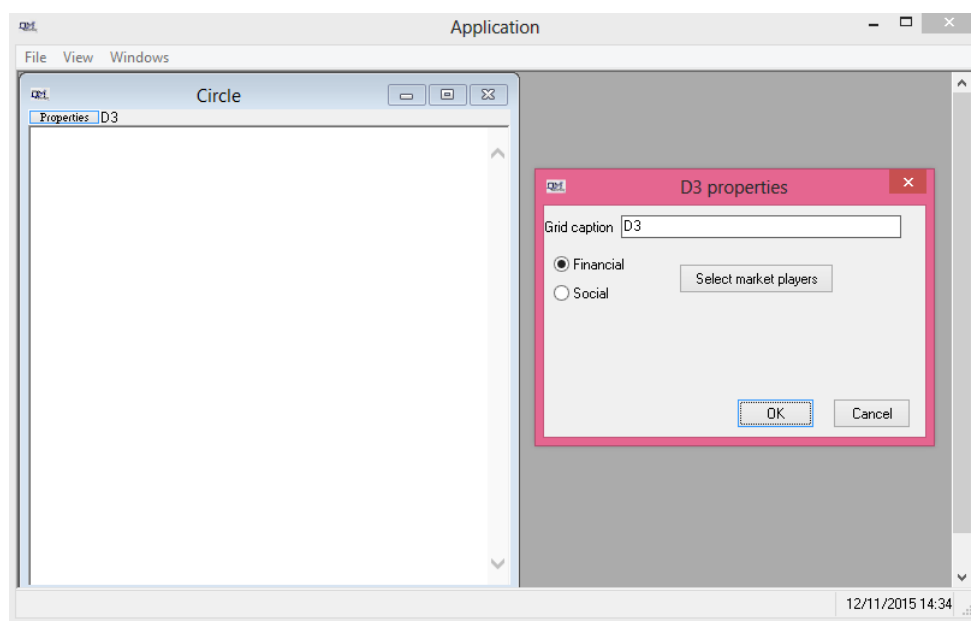 Application
File View Windows
Circle
Properties D3
D3 properties
Grid caption D3
Financial
Select market players
Social
OK Cancel
12/11/2015 14:34